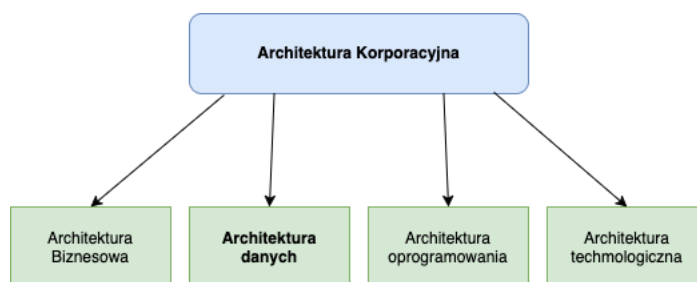 Architektura Korporacyjna
Architektura
Biznesowa
Architektura
danych
Architektura
oprogramowania
Architektura
techmologiczna